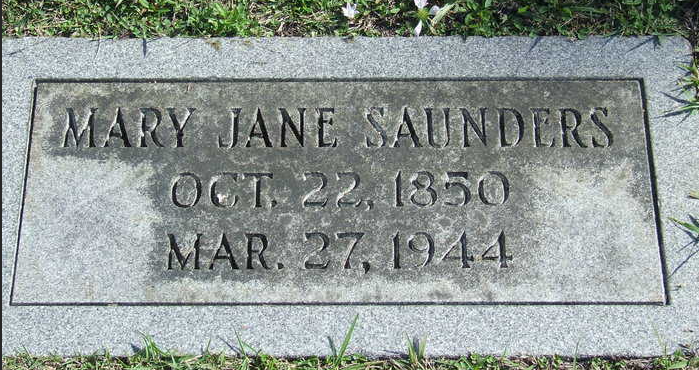 MARY JANE SAUNDERS
OCT. 22, 1850
MAR. 27, 1944